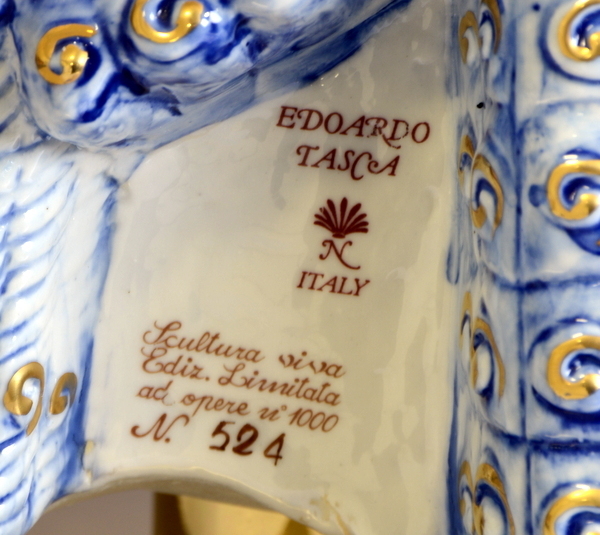 EDOARDO
TASCA
N
ITALY
Scultura viva
Ediz. Limitata
ad opere n° 1000
N. 524